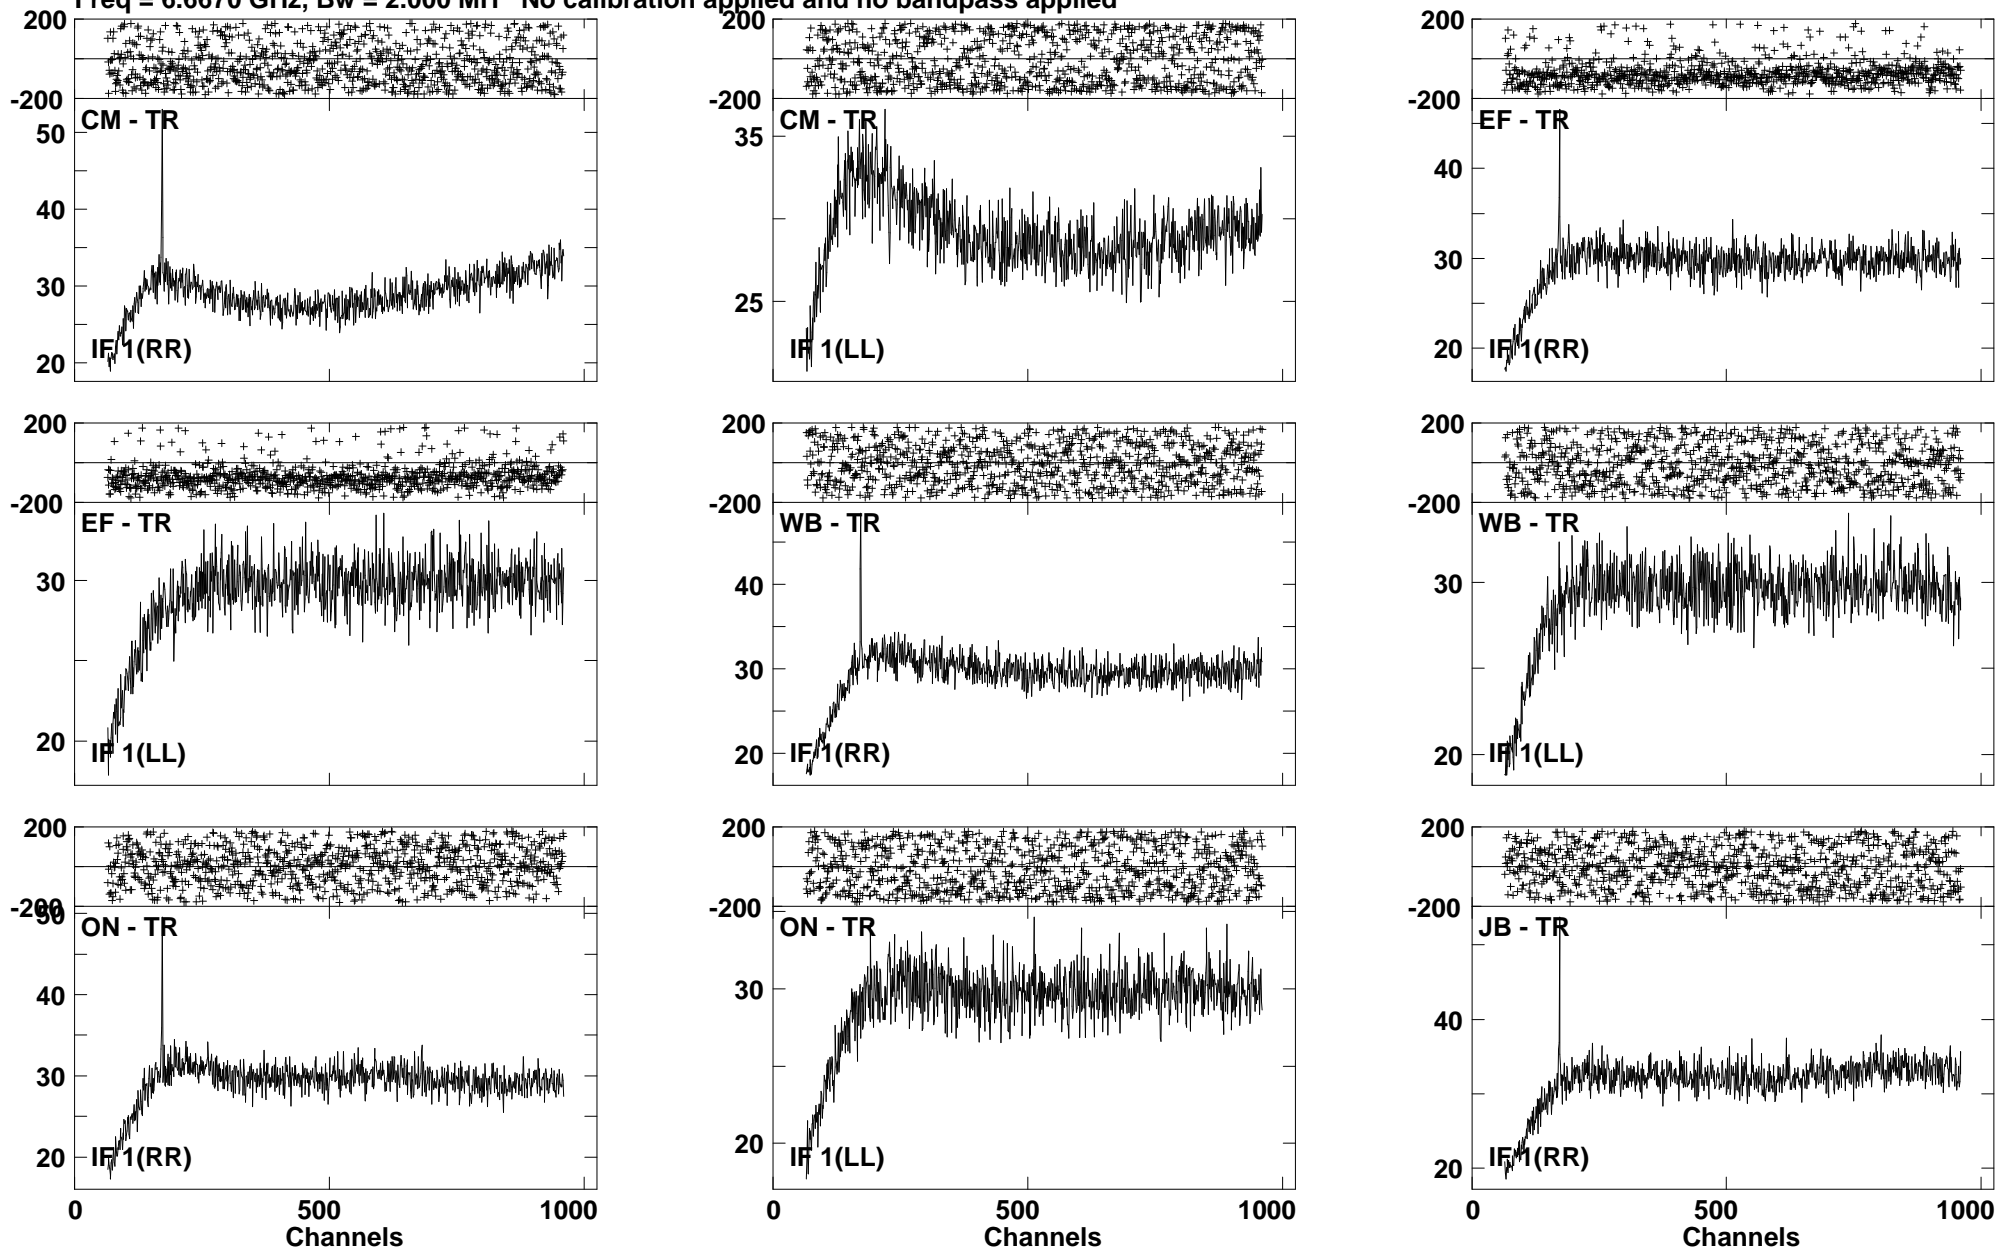 Freq = 6.6670 GHz, Bw = 2.000 MH No calibration applied and no bandpass applied
200
-200
CM - TR
50
40
30
20
IF 1(RR)
CM - TR
35
25
IF 1(LL)
200
-200
EF - TR
40
30
20
IF 1(RR)
200
-200
EF - TR
30
20
IF 1(LL)
200
-200
WB - TR
40
30
20
IF 1(RR)
200
-200
WB - TR
30
20
IF 1(LL)
200
-200
50
ON - TR
40
30
20
IF 1(RR)
0
500
1000
Channels
200
-200
ON - TR
30
20
IF 1(LL)
0
500
1000
Channels
200
-200
JB - TR
40
20
IF 1(RR)
0
500
1000
Channels